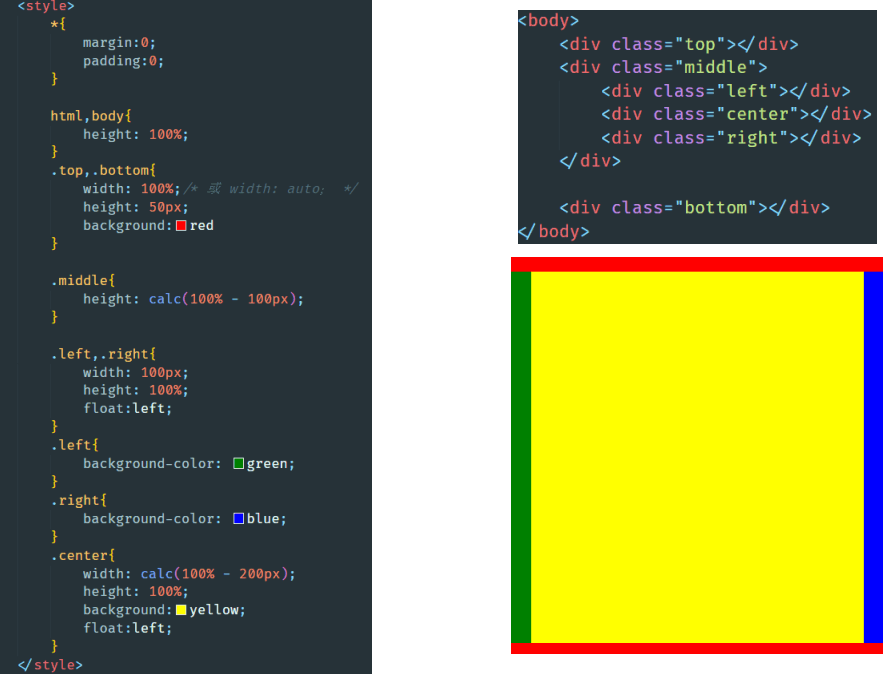 <style>
*{
margin:0;
padding:0;
}
html,body{
height: 100%;
}
.top,.bottom{
width: 100%;/* 或 width: auto; */
height: 50px;
background:red
}
.middle{
height: calc(100% - 100px);
}
.left,.right{
width: 100px;
height: 100%;
float:left;
}
.left{
background-color: green;
}
.right{
background-color: blue;
}
.center{
width: calc(100% - 200px);
height: 100%;
background:yellow;
float:left;
}
</style>
<body>
<div class="top"></div>
<div class="middle">
<div class="left"></div>
<div class="center"></div>
<div class="right"></div>
</div>
<div class="bottom"></div>
</body>